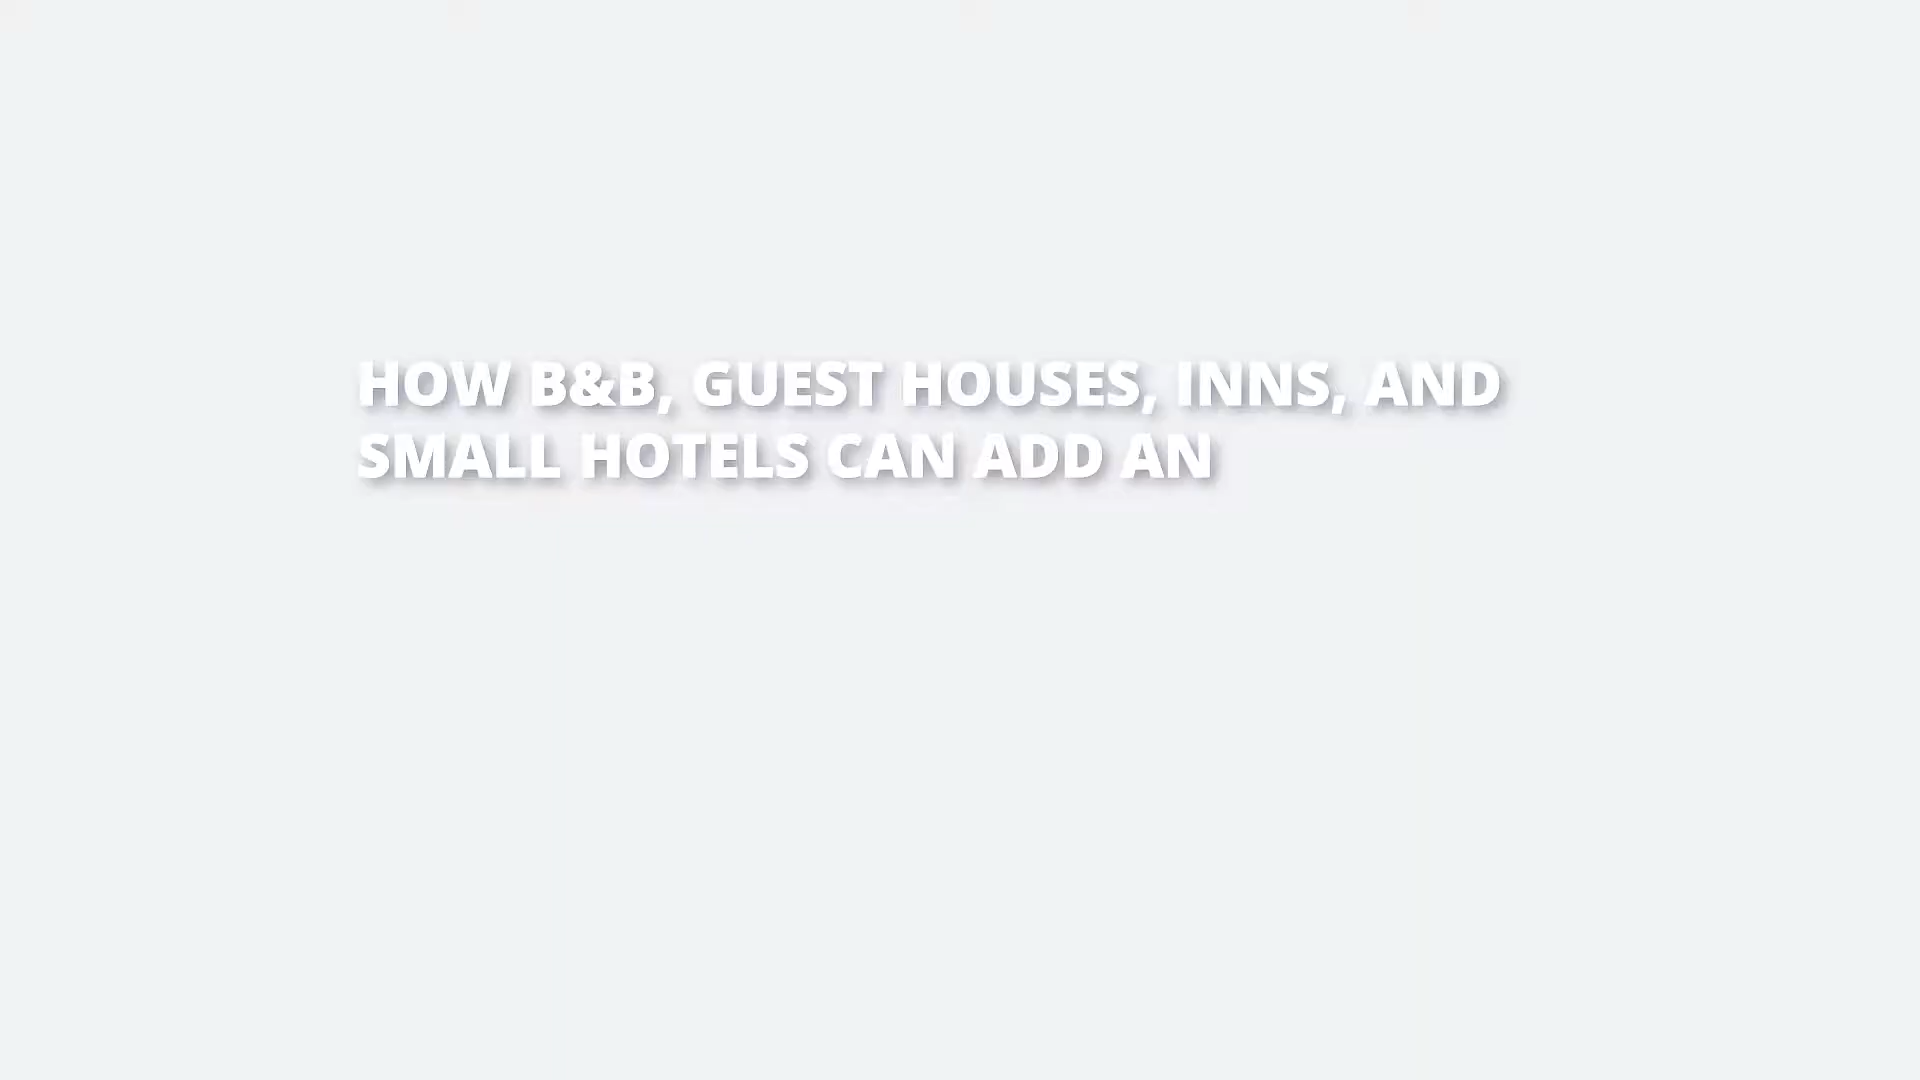 HOW B&B, GUEST HOUSES, INNS, AND
SMALL HOTELS CAN ADD AN